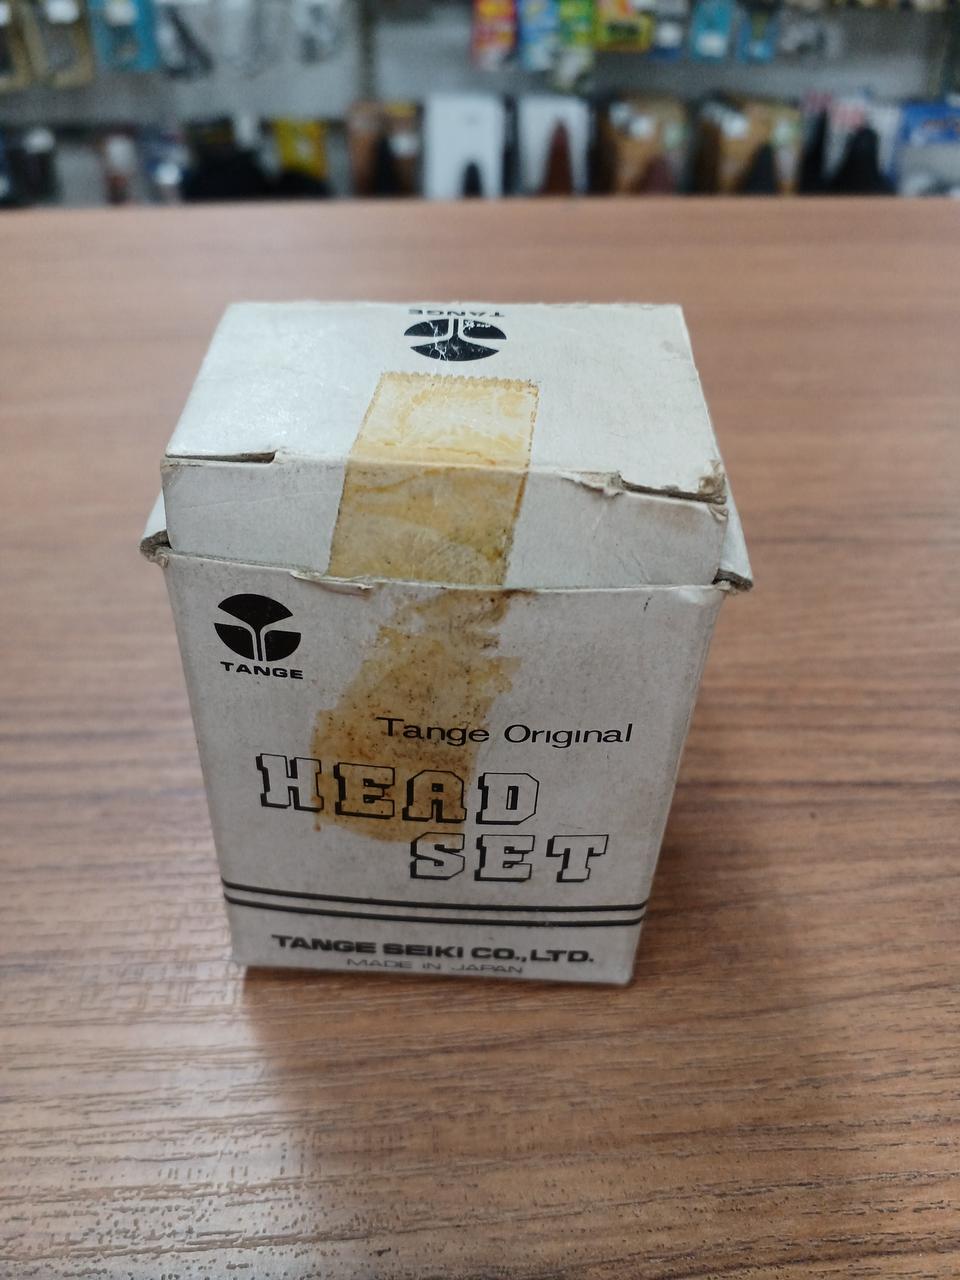 TANGE
TANGE
Tange Original
HEAD
SET
TANGE SEIKI CO.,LTD.
MADE IN JAPAN